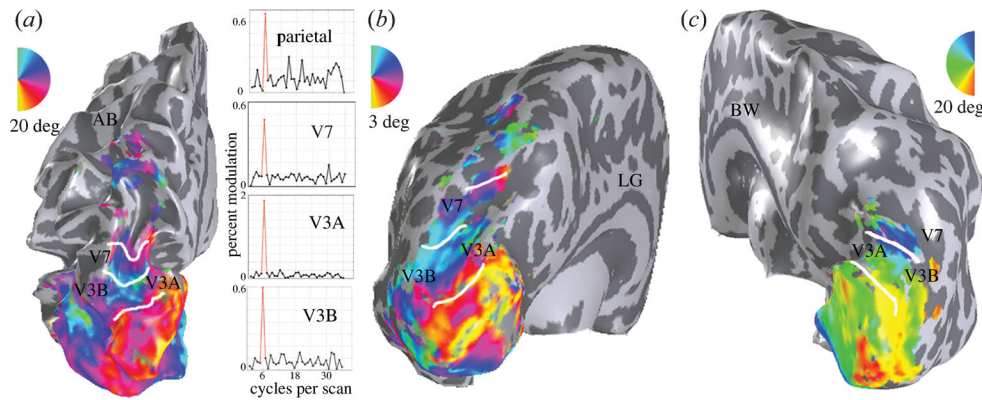 (a)
20 deg
AB
V7
V3B
V3A
percent modulation
0.6
0
parietal
0.6
0
V7
2
0
V3A
0.6
0
V3B
6 18 30
cycles per scan
(b)
3 deg
LG
V7
V3A
V3B
(c)
20 deg
BW
V7
V3A
V3B